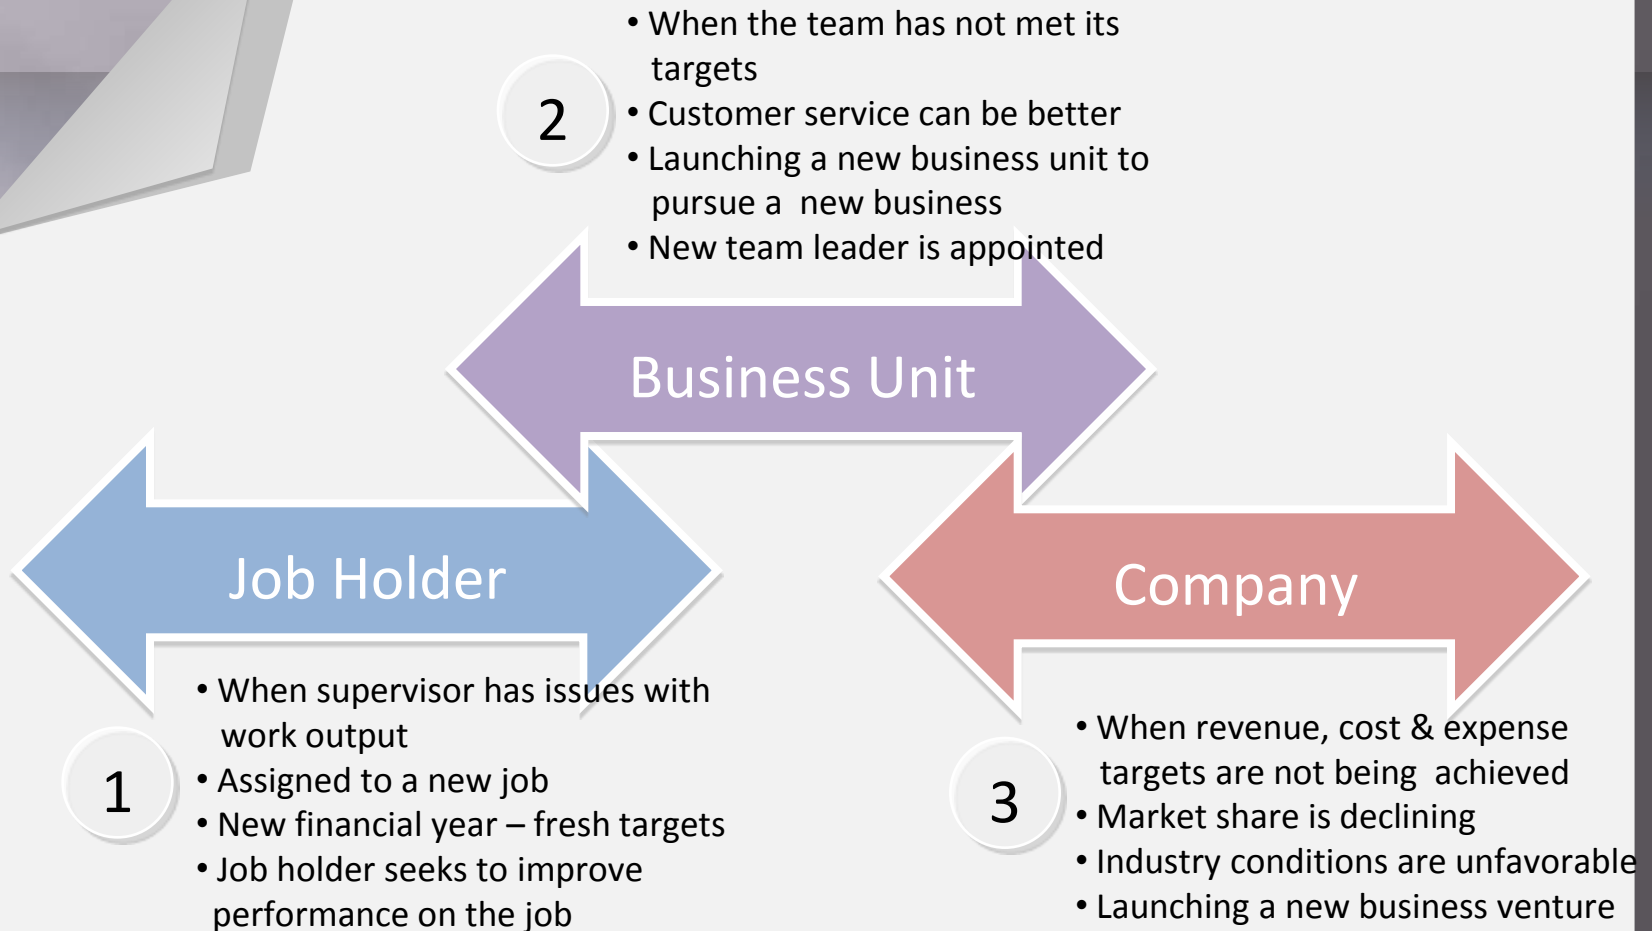 • When the team has not met its
targets
2
• Customer service can be better
• Launching a new business unit to
pursue a  new business
• New team leader is appointed
Business Unit
Job Holder
Company
• When supervisor has issues with
work output
1
• Assigned to a new job
• New financial year – fresh targets
• Job holder seeks to improve
performance on the job
• When revenue, cost & expense
targets are not being  achieved
3
• Market share is declining
• Industry conditions are unfavorable
• Launching a new business venture